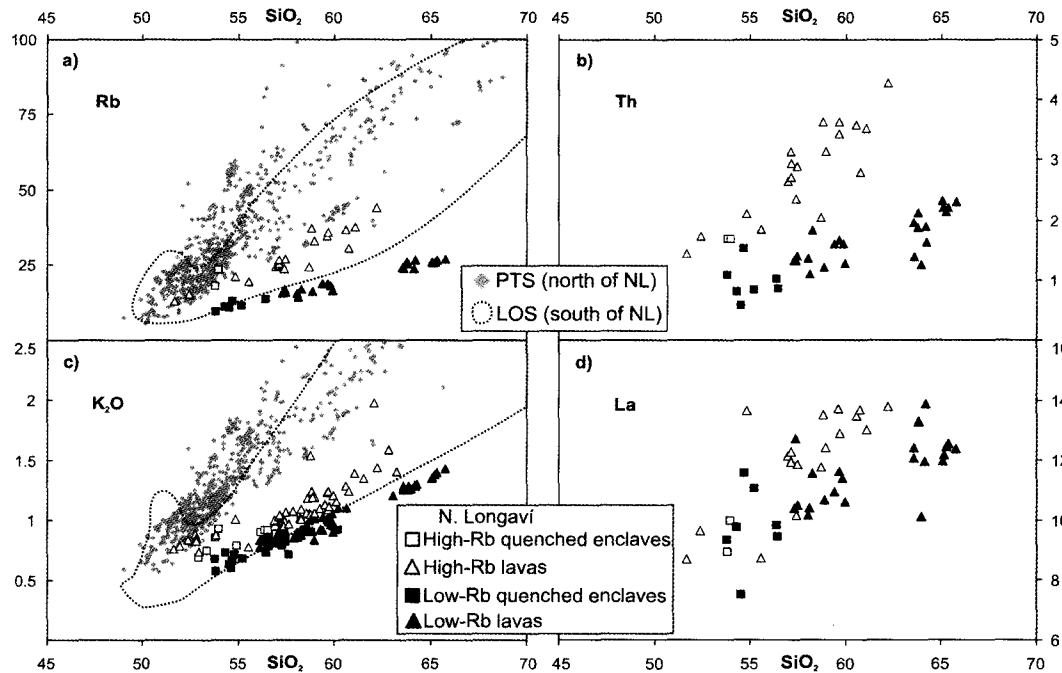 45 50 55 SiO₂ 60 65 70
45 50 55 SiO₂ 60 65 70
100
75
50
25
a)
Rb
PTS (north of NL)
LOS (south of NL)
b)
Th
5
4
3
2
1
2
1.5
1
0.5
c)
K₂O
N. Longaví
High-Rb quenched enclaves
High-Rb lavas
Low-Rb quenched enclaves
Low-Rb lavas
d)
La
14
12
10
8
6
45 50 55 SiO₂ 60 65 70
45 50 55 SiO₂ 60 65 70